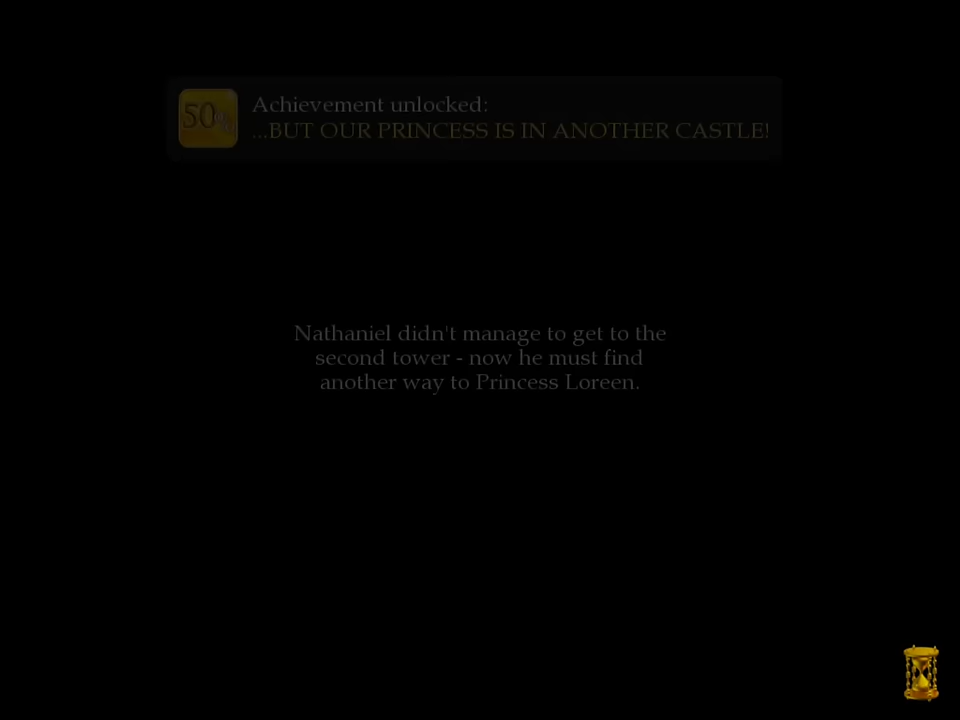 50%
Achievement unlocked:
...BUT OUR PRINCESS IS IN ANOTHER CASTLE!
Nathaniel didn't manage to get to the
second tower - now he must find
another way to Princess Loreen.